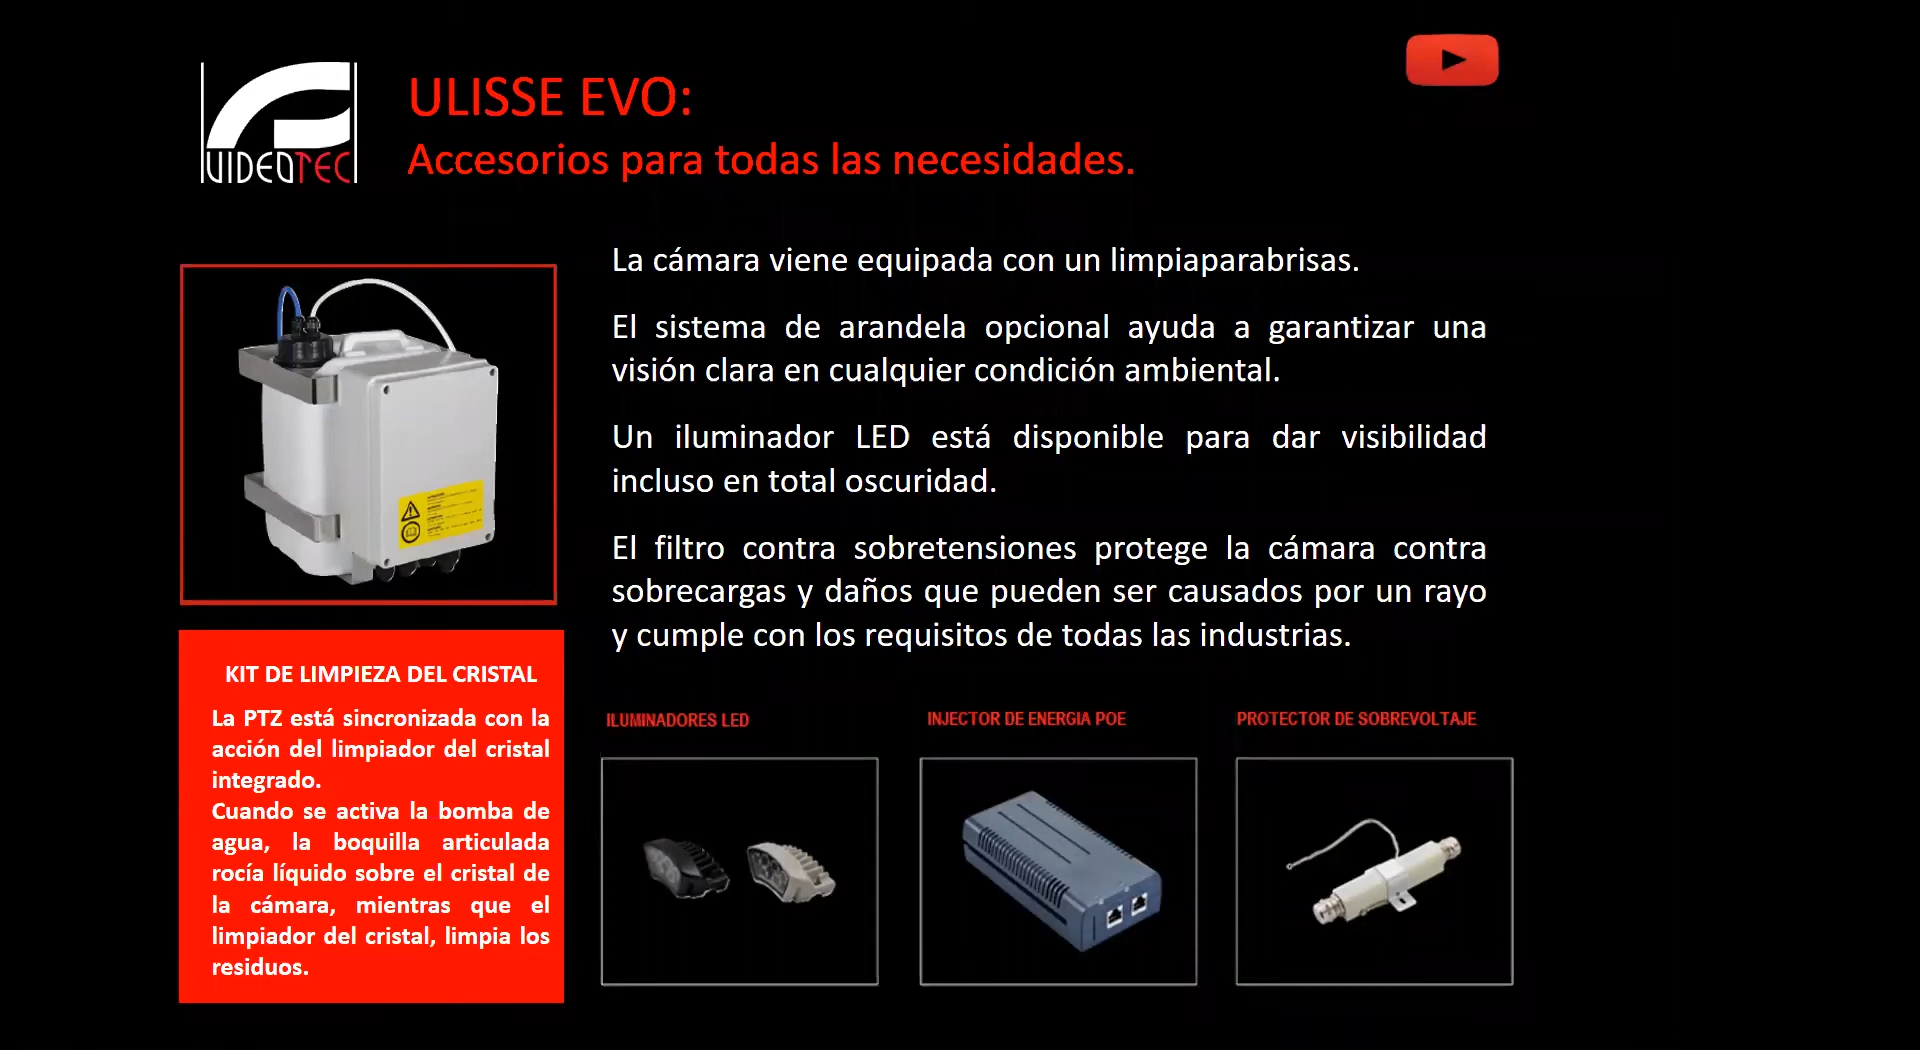 VIDEOTEC
ULISSE EVO:
Accesorios para todas las necesidades.
La cámara viene equipada con un limpiaparabrisas.
El sistema de arandela opcional ayuda a garantizar una
visión clara en cualquier condición ambiental.
Un iluminador LED está disponible para dar visibilidad
incluso en total oscuridad.
El filtro contra sobretensiones protege la cámara contra
sobrecargas y daños que pueden ser causados por un rayo
y cumple con los requisitos de todas las industrias.
KIT DE LIMPIEZA DEL CRISTAL
La PTZ está sincronizada con la
acción del limpiador del cristal
integrado.
Cuando se activa la bomba de
agua, la boquilla articulada
rocía líquido sobre el cristal de
la cámara, mientras que el
limpiador del cristal, limpia los
residuos.
ILUMINADORES LED
INJECTOR DE ENERGIA POE
PROTECTOR DE SOBREVOLTAJE